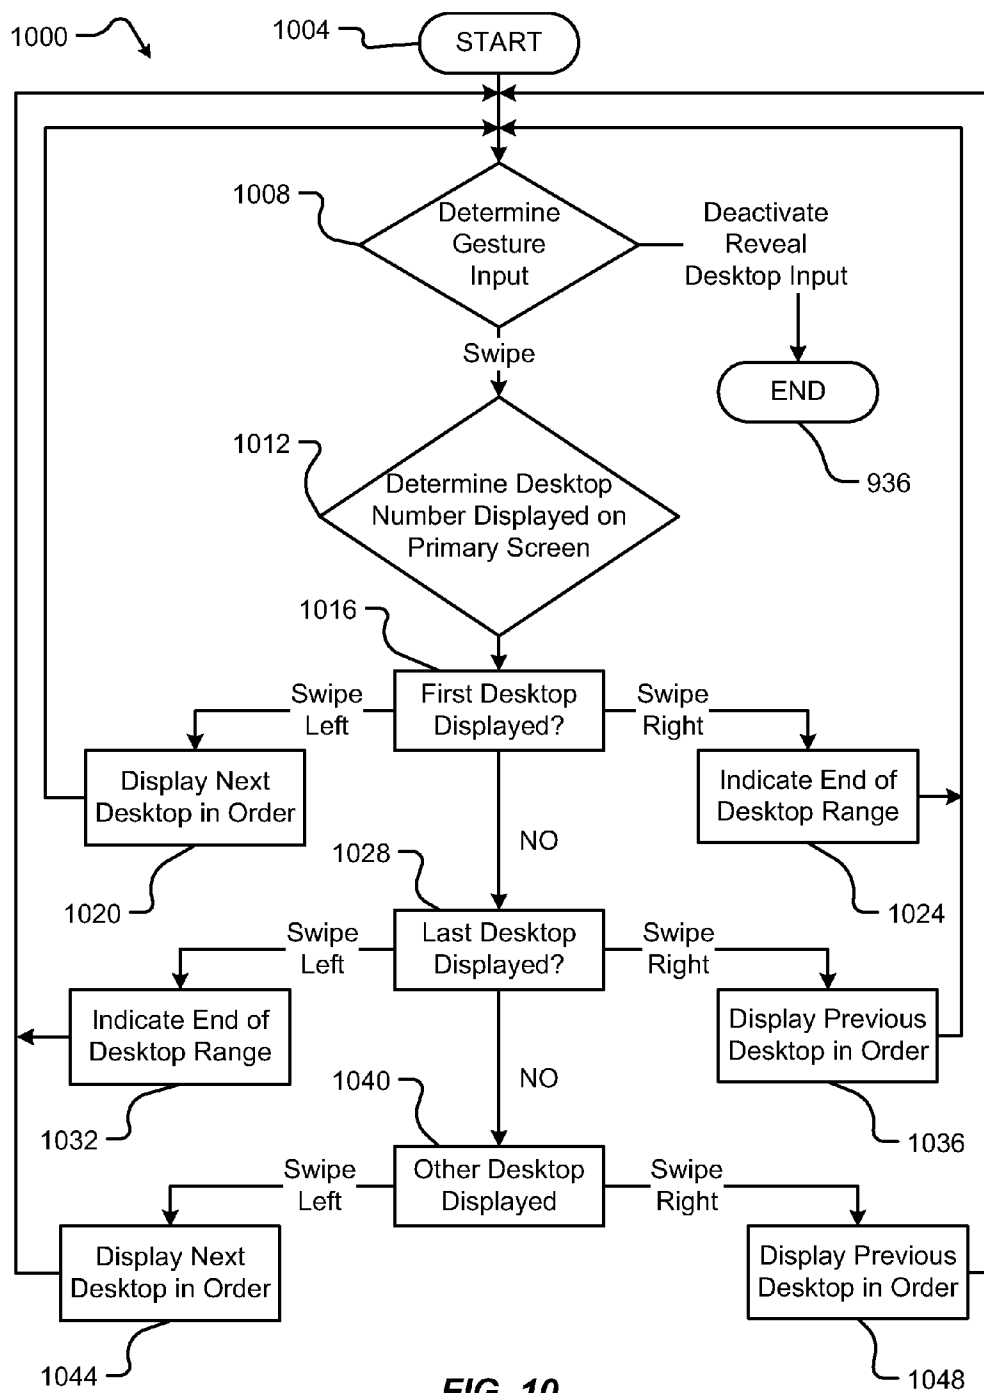 1000
1004
START
1008
Determine
Gesture
Input
Deactivate
Reveal
Desktop Input
Swipe
END
936
1012
Determine Desktop
Number Displayed on
Primary Screen
1016
First Desktop
Displayed?
Swipe
Left
Swipe
Right
Display Next
Desktop in Order
Indicate End of
Desktop Range
1020
NO
1024
1028
Last Desktop
Displayed?
Swipe
Left
Swipe
Right
Indicate End of
Desktop Range
Display Previous
Desktop in Order
1032
NO
1036
1040
Other Desktop
Displayed
Swipe
Left
Swipe
Right
Display Next
Desktop in Order
Display Previous
Desktop in Order
1044
1048
FIG. 10